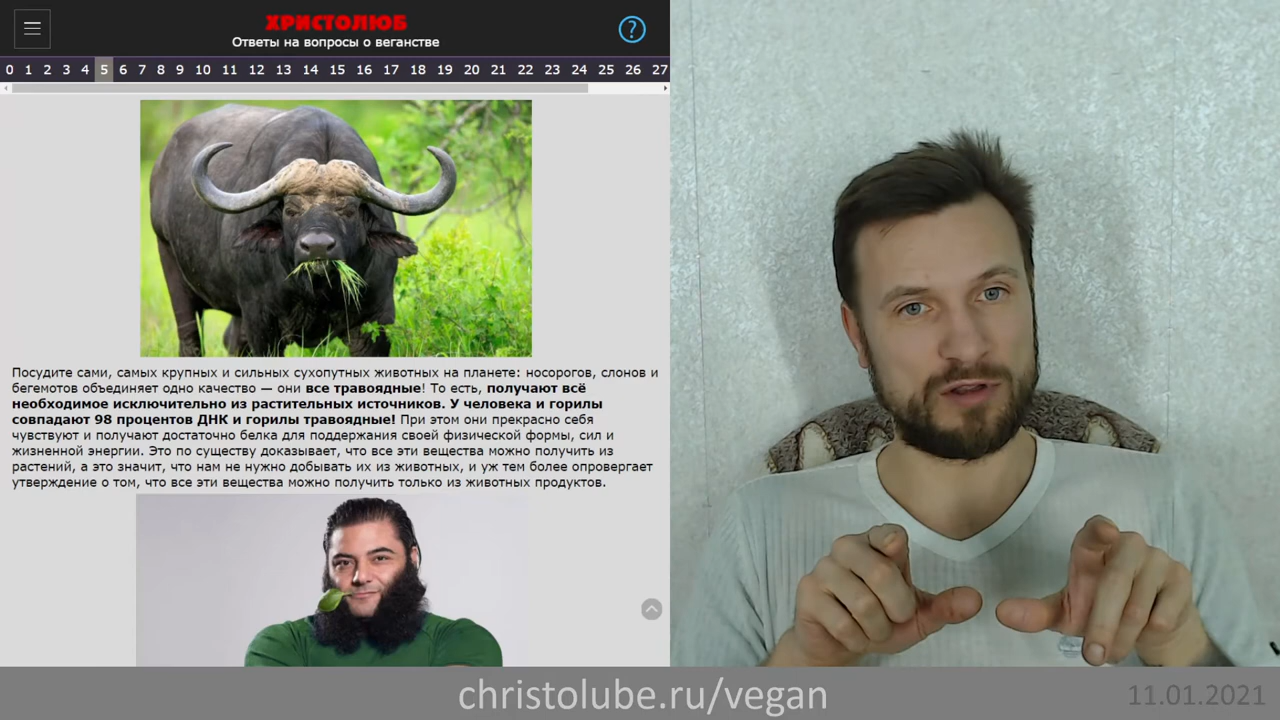 ХРИСТОЛЮБ
Ответы на вопросы о веганстве
0 1 2 3 4 5 6 7 8 9 10 11 12 13 14 15 16 17 18 19 20 21 22 23 24 25 26 27
Посудите сами, самых крупных и сильных сухопутных животных на планете: носорогов, слонов и
бегемотов объединяет одно качество — они все травоядные! То есть, получают всё
необходимое исключительно из растительных источников. У человека и горилы
совпадают 98 процентов ДНК и горилы травоядные! При этом они прекрасно себя
чувствуют и получают достаточно белка для поддержания своей физической формы, сил и
жизненной энергии. Это по существу доказывает, что все эти вещества можно получить из
растений, а это значит, что нам не нужно добывать их из животных, и уж тем более опровергает
утверждение о том, что все эти вещества можно получить только из животных продуктов.
christolube.ru/vegan
11.01.2021